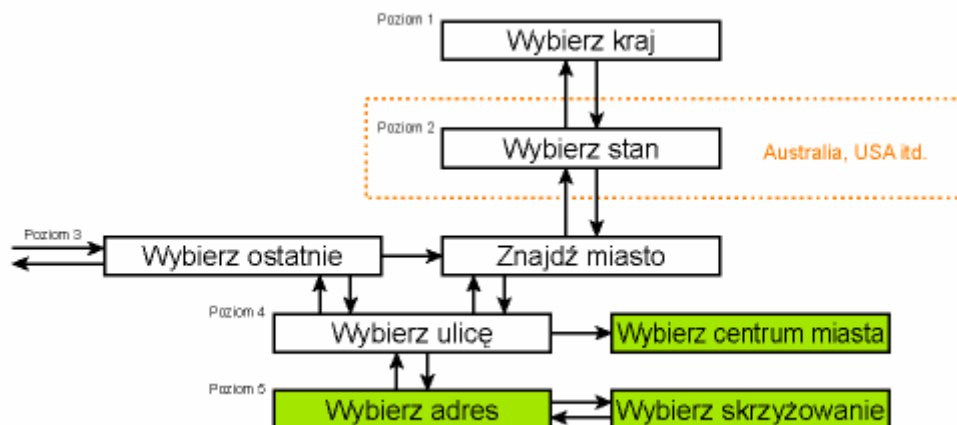 Poziom 1
Wybierz kraj
Poziom 2
Wybierz stan
Australia, USA itd.
Poziom 3
Wybierz ostatnie
Znajdź miasto
Poziom 4
Wybierz ulicę
Wybierz centrum miasta
Poziom 5
Wybierz adres
Wybierz skrzyżowanie